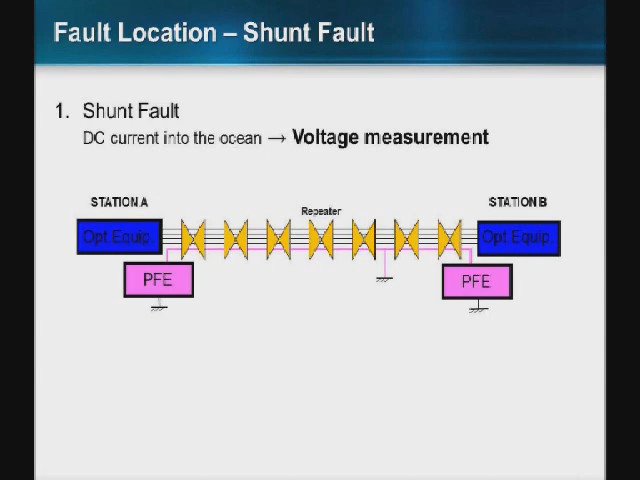 Fault Location – Shunt Fault
1. Shunt Fault
DC current into the ocean → Voltage measurement
STATION A
Repeater
STATION B
Opt.Equip.
Opt.Equip.
PFE
PFE